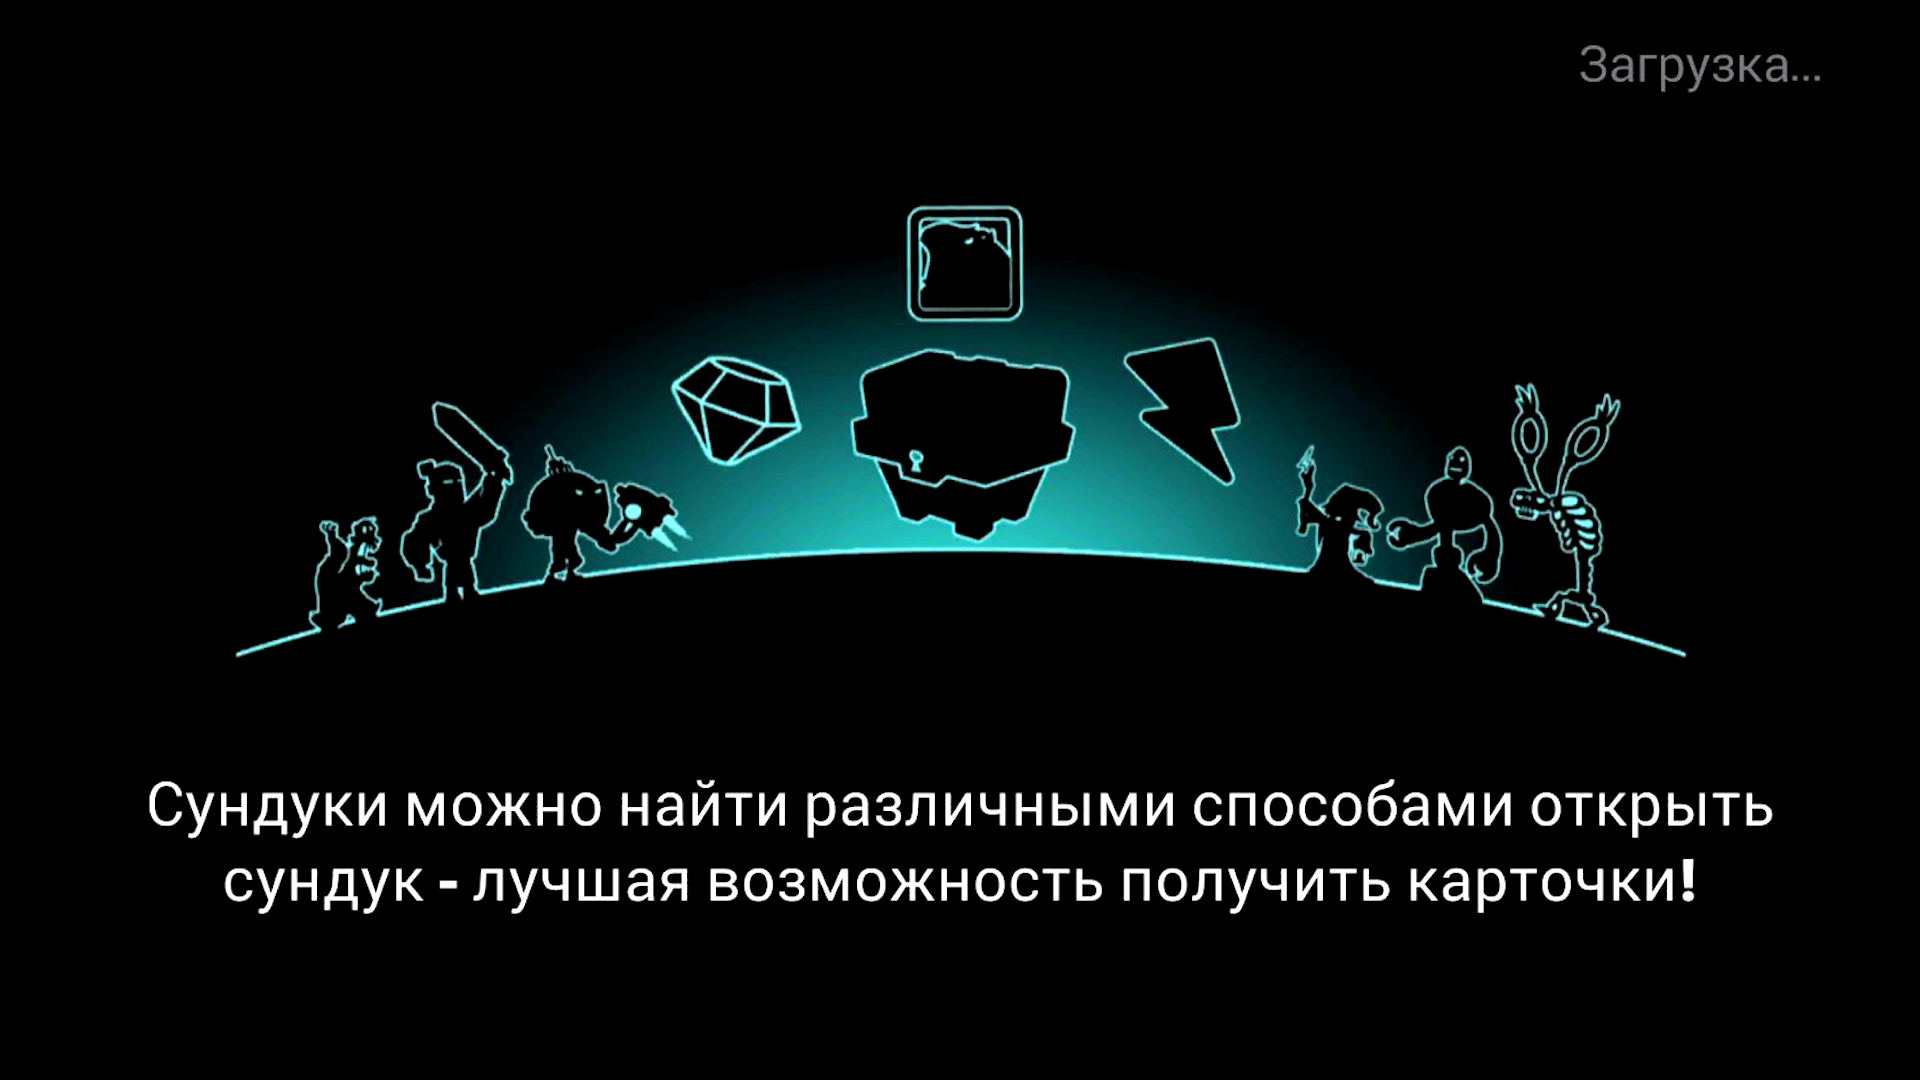 Загрузка...
Сундуки можно найти различными способами открыть
сундук - лучшая возможность получить карточки!